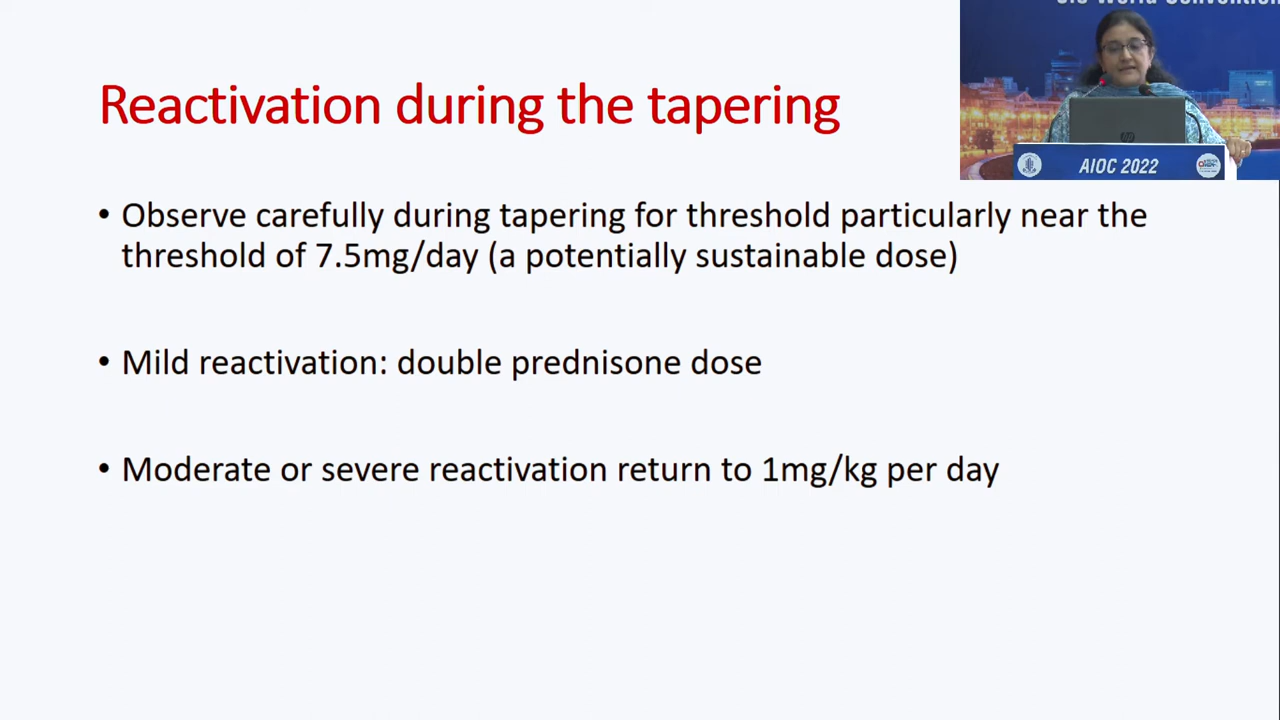 Reactivation during the tapering
• Observe carefully during tapering for threshold particularly near the
threshold of 7.5mg/day (a potentially sustainable dose)
• Mild reactivation: double prednisone dose
• Moderate or severe reactivation return to 1mg/kg per day
AIOC 2022
hp